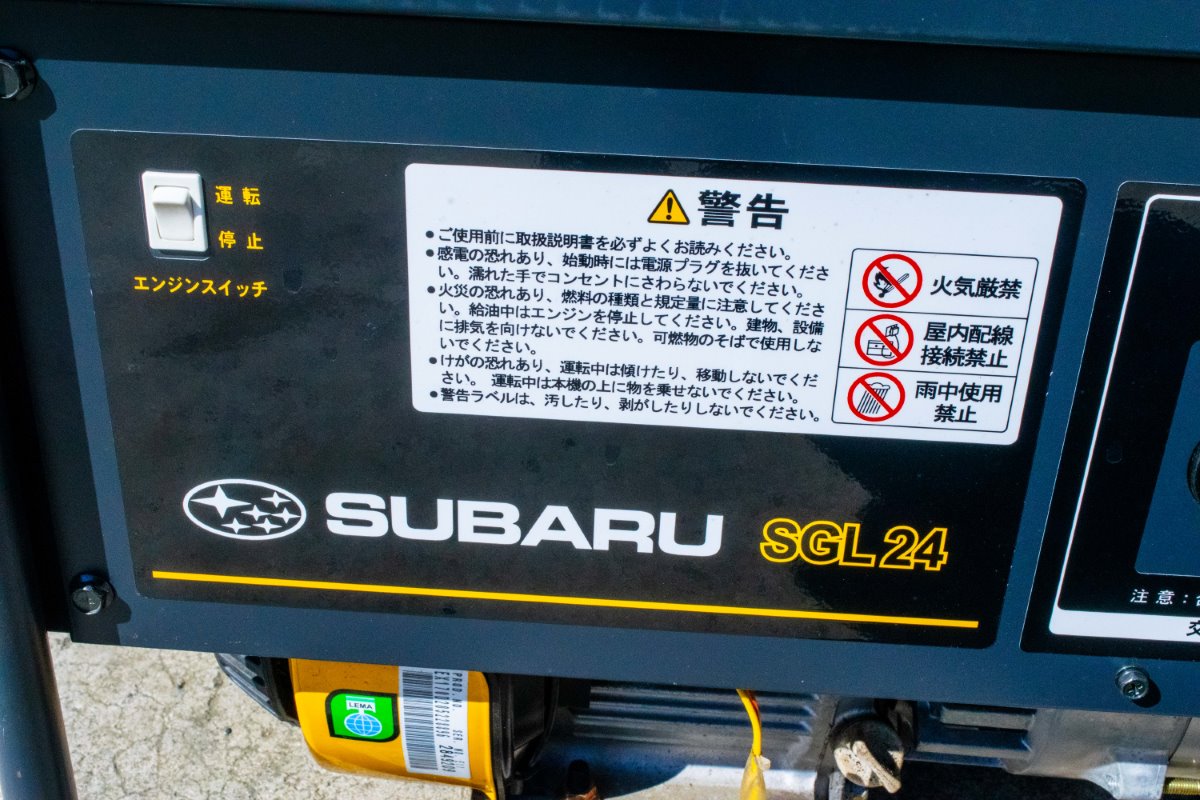 運転
停止
エンジンスイッチ
警告
●ご使用前に取扱説明書を必ずよくお読みください。
●感電の恐れあり、始動時には電源プラグを抜いてくださ
い。濡れた手でコンセントにさわらないでください。
●火災の恐れあり、燃料の種類と規定量に注意してくださ
い。給油中はエンジンを停止してください。建物、設備
に排気を向けないでください。可燃物のそばで使用しな
いでください。
●けがの恐れあり、運転中は傾けたり、移動しないでくだ
さい。 運転中は本機の上に物を乗せないでください。
●警告ラベルは、汚したり、剥がしたりしないでください。
火気厳禁
屋内配線
接続禁止
雨中使用
禁止
SUBARU SGL24
注意:
交
LEMA
PROD.NO
SER NO
2849204